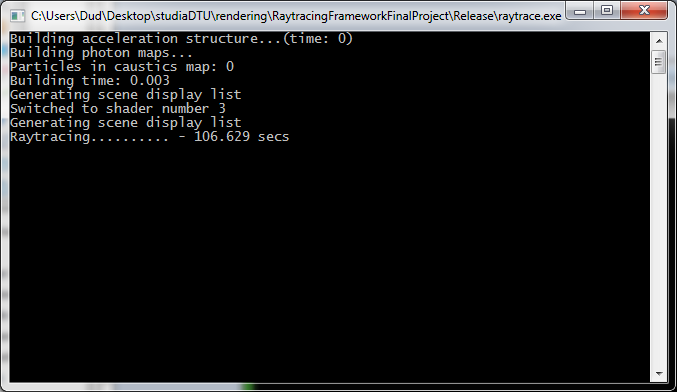 C:\Users\Dud\Desktop\studiaDTU\rendering\RaytracingFrameworkFinalProject\Release\raytrace.exe
Building acceleration structure...(time: 0)
Building photon maps...
Particles in caustics map: 0
Building time: 0.003
Generating scene display list
Switched to shader number 3
Generating scene display list
Raytracing.......... - 106.629 secs